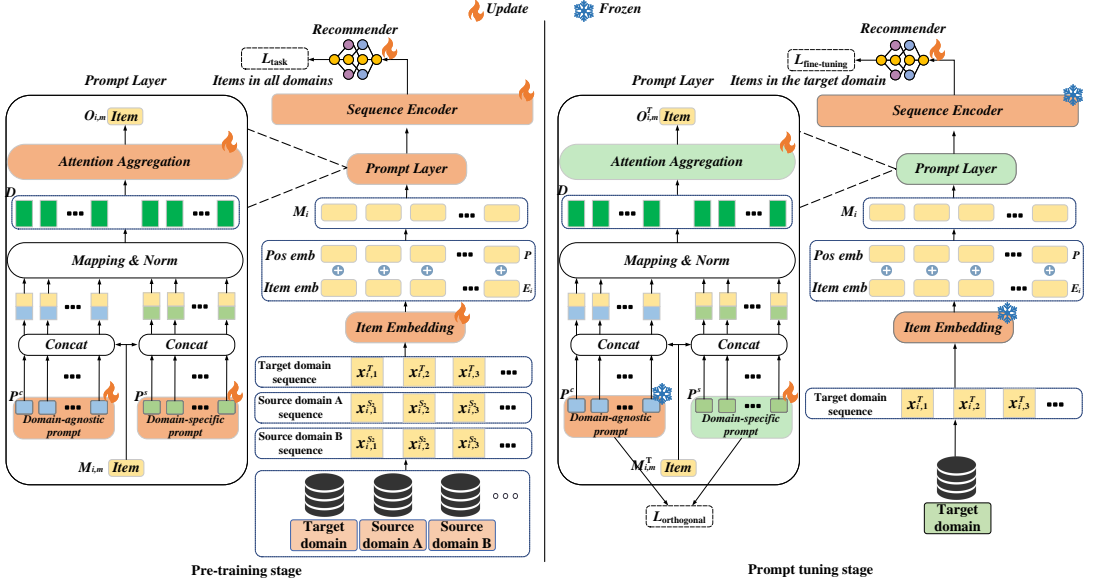 Update
Frozen
Recommender
L_task
Prompt Layer
Items in all domains
Sequence Encoder
O_{i,m} Item
Attention Aggregation
Prompt Layer
D
M_i
Mapping & Norm
Pos emb
P
Item emb
E_i
Item Embedding
Concat
Concat
P^c
P^s
Domain-agnostic
prompt
Domain-specific
prompt
M_{i,m} Item
Target domain
sequence
x^T_{i,1} x^T_{i,2} x^T_{i,3}
Source domain A
sequence
x^{S_2}_{i,1} x^{S_2}_{i,2} x^{S_2}_{i,3}
Source domain B
sequence
x^{S_2}_{i,1} x^{S_2}_{i,2} x^{S_2}_{i,3}
Target
domain
Source
domain A
Source
domain B
Pre-training stage
Recommender
L_fine-tuning
Prompt Layer
Items in the target domain
Sequence Encoder
O^T_{i,m} Item
Attention Aggregation
Prompt Layer
D
M_i
Mapping & Norm
Pos emb
P
Item emb
E_i
Item Embedding
Concat
Concat
P^c
P^s
Domain-agnostic
prompt
Domain-specific
prompt
M^T_{i,m} Item
L_orthogonal
Target domain
sequence
x^T_{i,1} x^T_{i,2} x^T_{i,3}
Target
domain
Prompt tuning stage